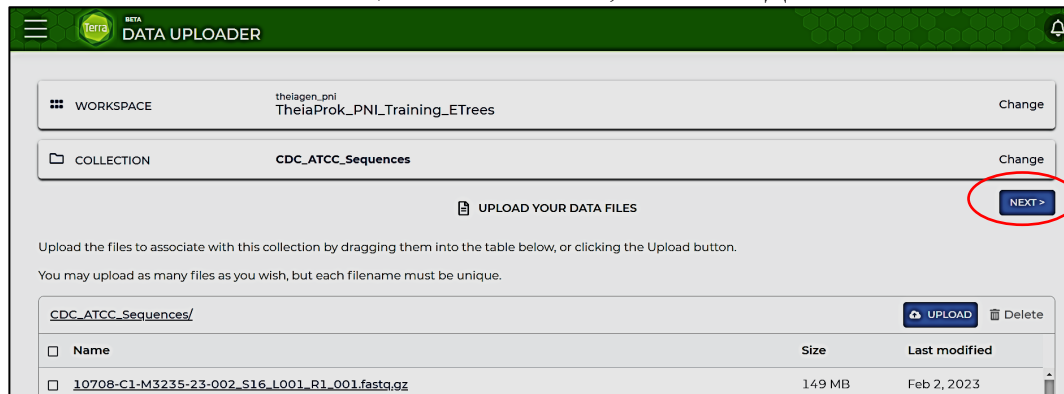 Terra
BETA
DATA UPLOADER
theiagen_pni
WORKSPACE TheiaProk_PNI_Training_ETrees Change
COLLECTION CDC_ATCC_Sequences Change
UPLOAD YOUR DATA FILES NEXT >
Upload the files to associate with this collection by dragging them into the table below, or clicking the Upload button.
You may upload as many files as you wish, but each filename must be unique.
CDC_ATCC_Sequences/ UPLOAD Delete
Name Size Last modified
10708-C1-M3235-23-002_S16_L001_R1_001.fastq.gz 149 MB Feb 2, 2023